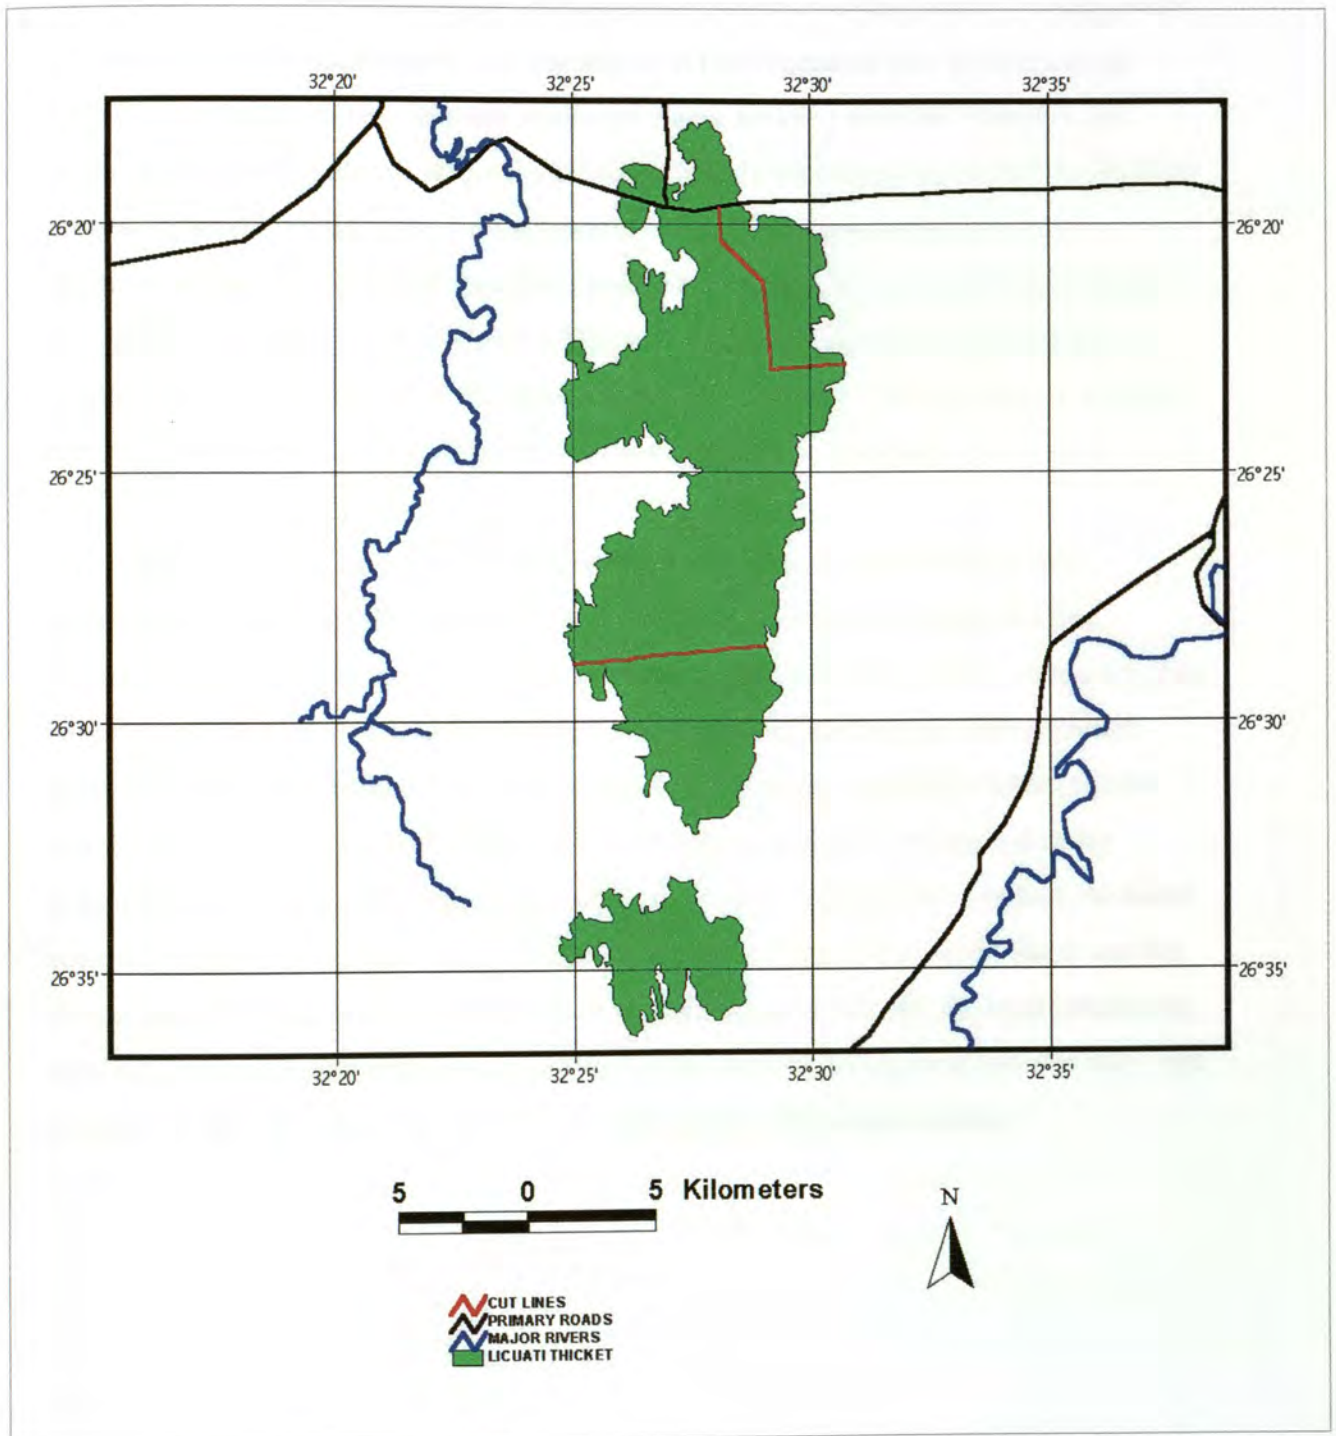 32°20' 32°25' 32°30' 32°35'
26°20' 26°20'
26°25' 26°25'
26°30' 26°30'
26°35' 26°35'
32°20' 32°25' 32°30' 32°35'
5 0 5 Kilometers
N
CUT LINES
PRIMARY ROADS
MAJOR RIVERS
LICUATI THICKET